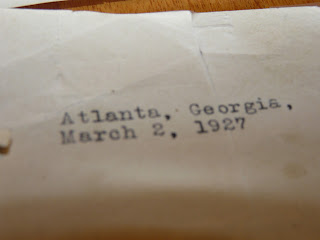 Atlanta, Georgia,
March 2, 1927